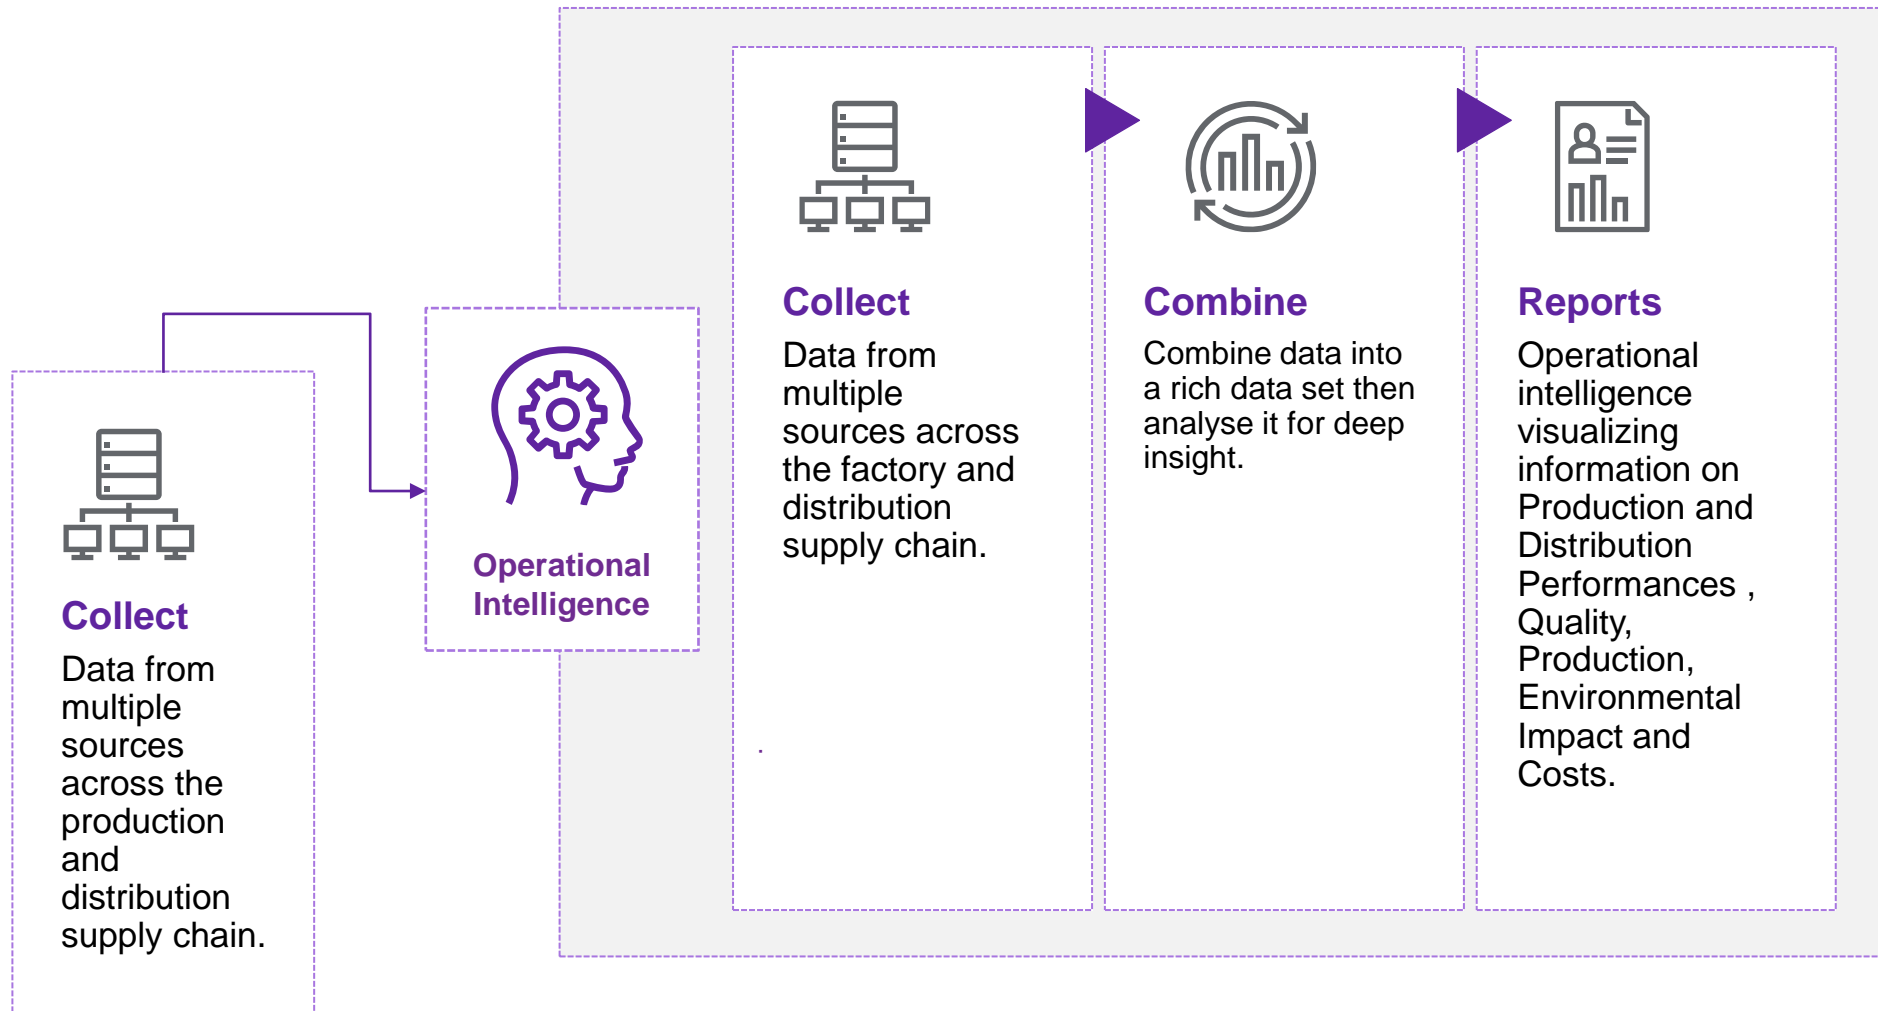 Collect
Data from
multiple
sources
across the
production
and
distribution
supply chain.
Operational
Intelligence
Collect
Data from
multiple
sources across
the factory and
distribution
supply chain.
.
Combine
Combine data into
a rich data set then
analyse it for deep
insight.
Reports
Operational
intelligence
visualizing
information on
Production and
Distribution
Performances ,
Quality,
Production,
Environmental
Impact and
Costs.